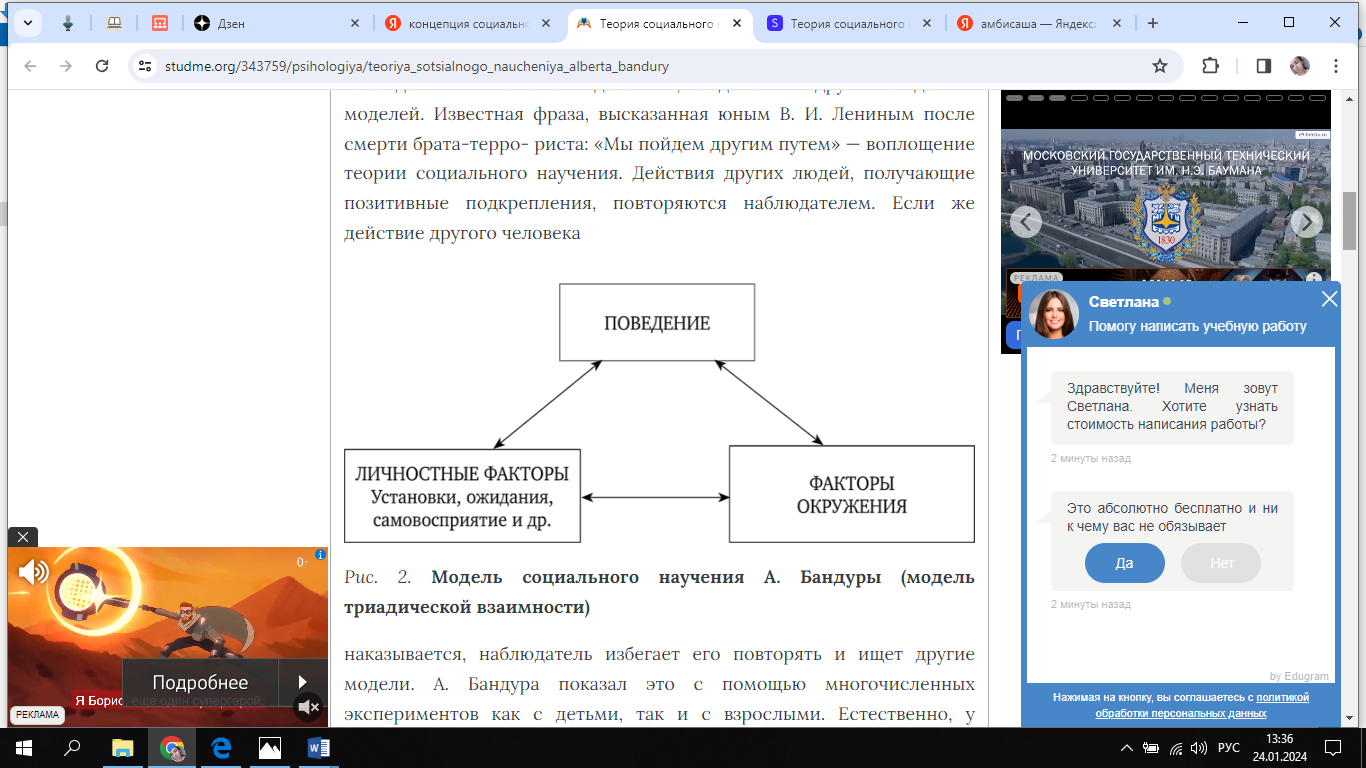 Дзен
концепция социально
Теория социального
Теория социального
амбисаша — Яндекс:
studme.org/343759/psihologiya/teoriya_sotsialnogo_naucheniya_alberta_bandury
моделей. Известная фраза, высказанная юным В. И. Лениным после
смерти брата-терро- риста: «Мы пойдем другим путем» — воплощение
теории социального научения. Действия других людей, получающие
позитивные подкрепления, повторяются наблюдателем. Если же
действие другого человека
ПОВЕДЕНИЕ
ЛИЧНОСТНЫЕ ФАКТОРЫ
Установки, ожидания,
самовосприятие и др.
ФАКТОРЫ
ОКРУЖЕНИЯ
Рис. 2. Модель социального научения А. Бандуры (модель
триадической взаимности)
наказывается, наблюдатель избегает его повторять и ищет другие
модели. А. Бандура показал это с помощью многочисленных
экспериментов как с детьми, так и с взрослыми. Естественно, у
0+
Подробнее
Я Борис, еще один супергерой,
РЕКЛАМА
МОСКОВСКИЙ ГОСУДАРСТВЕННЫЙ ТЕХНИЧЕСКИЙ
УНИВЕРСИТЕТ ИМ. Н.Э. БАУМАНА
1830
РЕКЛАМА
Светлана
Помогу написать учебную работу
Здравствуйте! Меня зовут
Светлана. Хотите узнать
стоимость написания работы?
2 минуты назад
Это абсолютно бесплатно и ни
к чему вас не обязывает
Да
Нет
2 минуты назад
by Edugram
Нажимая на кнопку, вы соглашаетесь с политикой
обработки персональных данных
РУС
13:36
24.01.2024